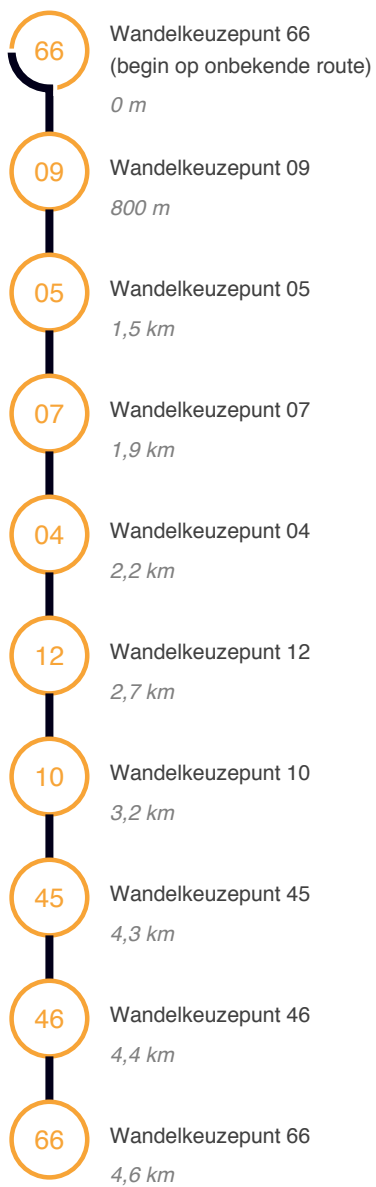 66
Wandelkeuzepunt 66
(begin op onbekende route)
0 m
09
Wandelkeuzepunt 09
800 m
05
Wandelkeuzepunt 05
1,5 km
07
Wandelkeuzepunt 07
1,9 km
04
Wandelkeuzepunt 04
2,2 km
12
Wandelkeuzepunt 12
2,7 km
10
Wandelkeuzepunt 10
3,2 km
45
Wandelkeuzepunt 45
4,3 km
46
Wandelkeuzepunt 46
4,4 km
66
Wandelkeuzepunt 66
4,6 km